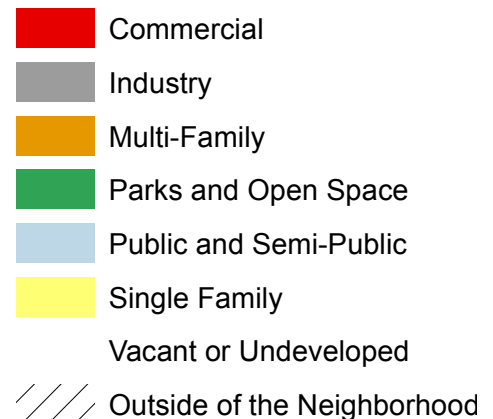 Commercial
Industry
Multi-Family
Parks and Open Space
Public and Semi-Public
Single Family
Vacant or Undeveloped
Outside of the Neighborhood